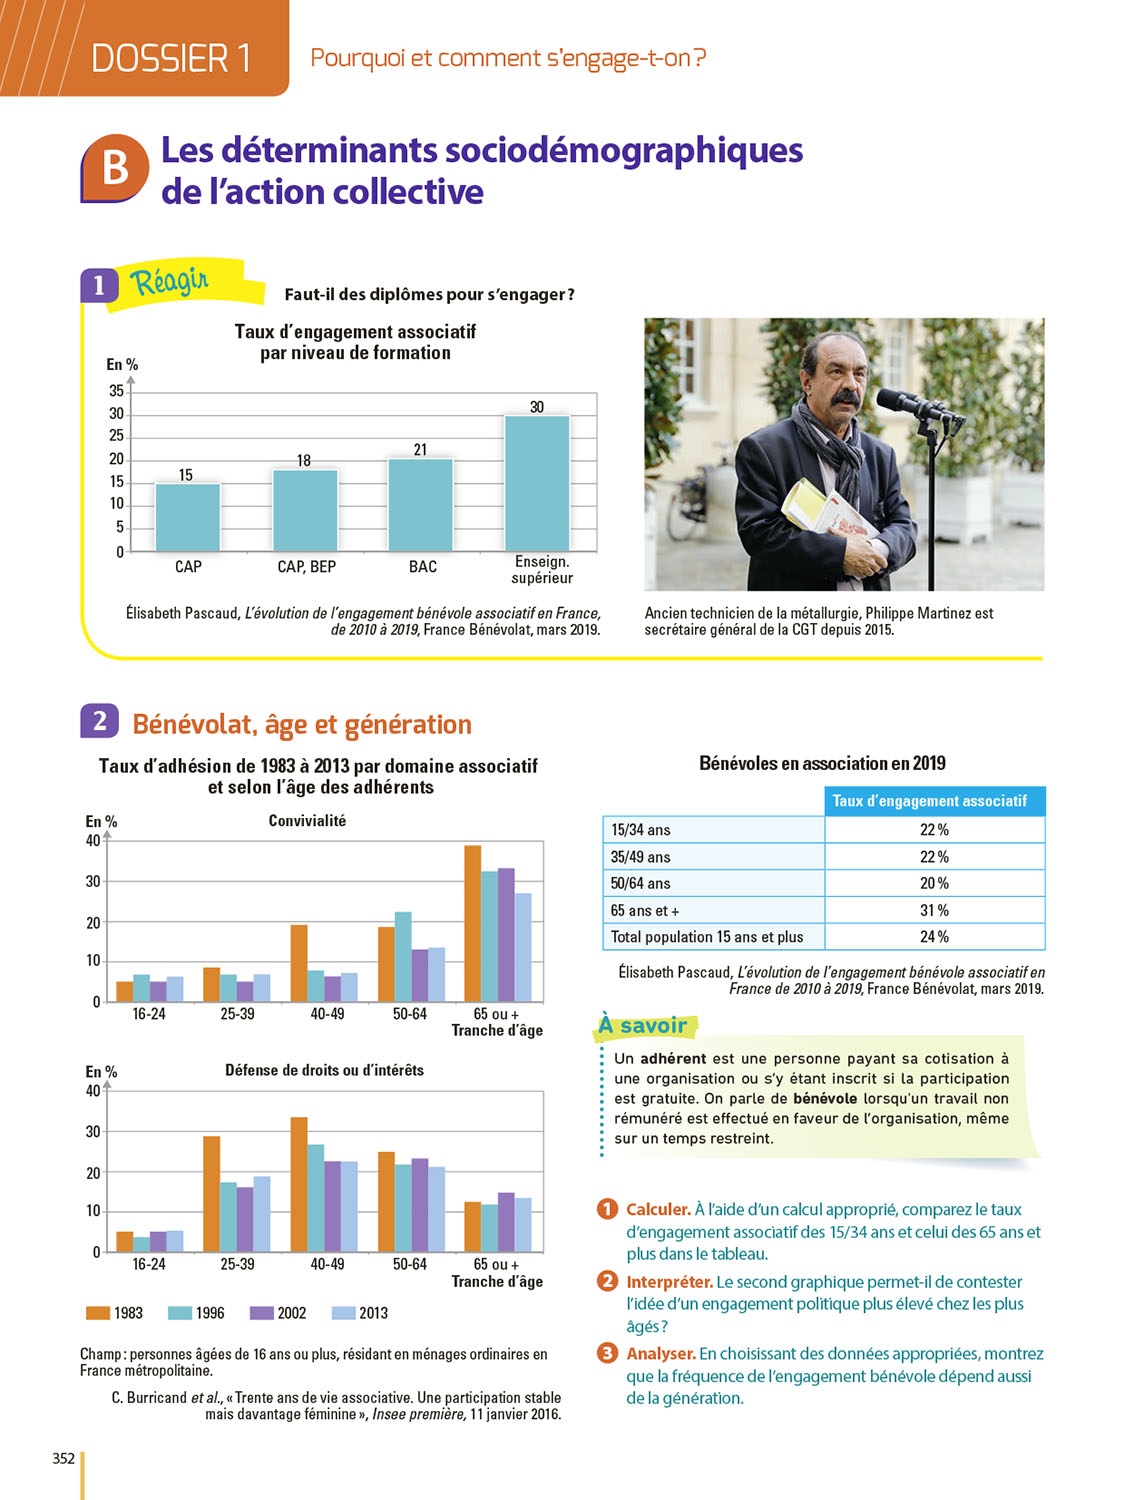 DOSSIER 1
Pourquoi et comment s'engage-t-on ?
B
Les déterminants sociodémographiques
de l'action collective
1
Réagir
Faut-il des diplômes pour s'engager ?
Taux d'engagement associatif
par niveau de formation
En %
35
30
25
20
15
10
5
0
15
18
21
30
CAP
CAP, BEP
BAC
Enseign.
supérieur
Élisabeth Pascaud, L'évolution de l'engagement bénévole associatif en France,
de 2010 à 2019, France Bénévolat, mars 2019.
Ancien technicien de la métallurgie, Philippe Martinez est
secrétaire général de la CGT depuis 2015.
2
Bénévolat, âge et génération
Taux d'adhésion de 1983 à 2013 par domaine associatif
et selon l'âge des adhérents
En %
Convivialité
40
30
20
10
0
16-24 25-39 40-49 50-64 65 ou +
Tranche d'âge
En %
Défense de droits ou d'intérêts
40
30
20
10
0
16-24 25-39 40-49 50-64 65 ou +
Tranche d'âge
1983 1996 2002 2013
Champ : personnes âgées de 16 ans ou plus, résidant en ménages ordinaires en
France métropolitaine.
C. Burricand et al., « Trente ans de vie associative. Une participation stable
mais davantage féminine », Insee première, 11 janvier 2016.
Bénévoles en association en 2019
Taux d'engagement associatif
15/34 ans 22 %
35/49 ans 22 %
50/64 ans 20 %
65 ans et + 31 %
Total population 15 ans et plus 24 %
Élisabeth Pascaud, L'évolution de l'engagement bénévole associatif en
France de 2010 à 2019, France Bénévolat, mars 2019.
À savoir
Un adhérent est une personne payant sa cotisation à
une organisation ou s'y étant inscrit si la participation
est gratuite. On parle de bénévole lorsqu'un travail non
rémunéré est effectué en faveur de l'organisation, même
sur un temps restreint.
1 Calculer. À l'aide d'un calcul approprié, comparez le taux
d'engagement associatif des 15/34 ans et celui des 65 ans et
plus dans le tableau.
2 Interpréter. Le second graphique permet-il de contester
l'idée d'un engagement politique plus élevé chez les plus
âgés ?
3 Analyser. En choisissant des données appropriées, montrez
que la fréquence de l'engagement bénévole dépend aussi
de la génération.
352